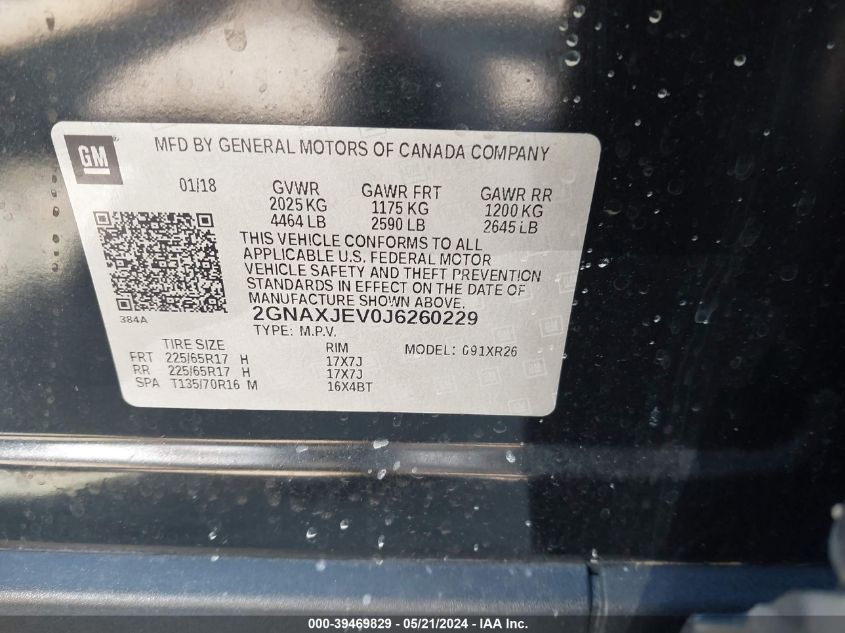 GM
MFD BY GENERAL MOTORS OF CANADA COMPANY
01/18 GVWR GAWR FRT GAWR RR
2025 KG 1175 KG 1200 KG
4464 LB 2590 LB 2645 LB
THIS VEHICLE CONFORMS TO ALL
APPLICABLE U.S. FEDERAL MOTOR
VEHICLE SAFETY AND THEFT PREVENTION
STANDARDS IN EFFECT ON THE DATE OF
MANUFACTURE SHOWN ABOVE.
384A
2GNAXJEV0J6260229
TYPE: M.P.V.
TIRE SIZE RIM MODEL: G91XR26
FRT 225/65R17 H 17X7J
RR 225/65R17 H 17X7J
SPA T135/70R16 M 16X4BT
000-39469829 - 05/21/2024 - IAA Inc.